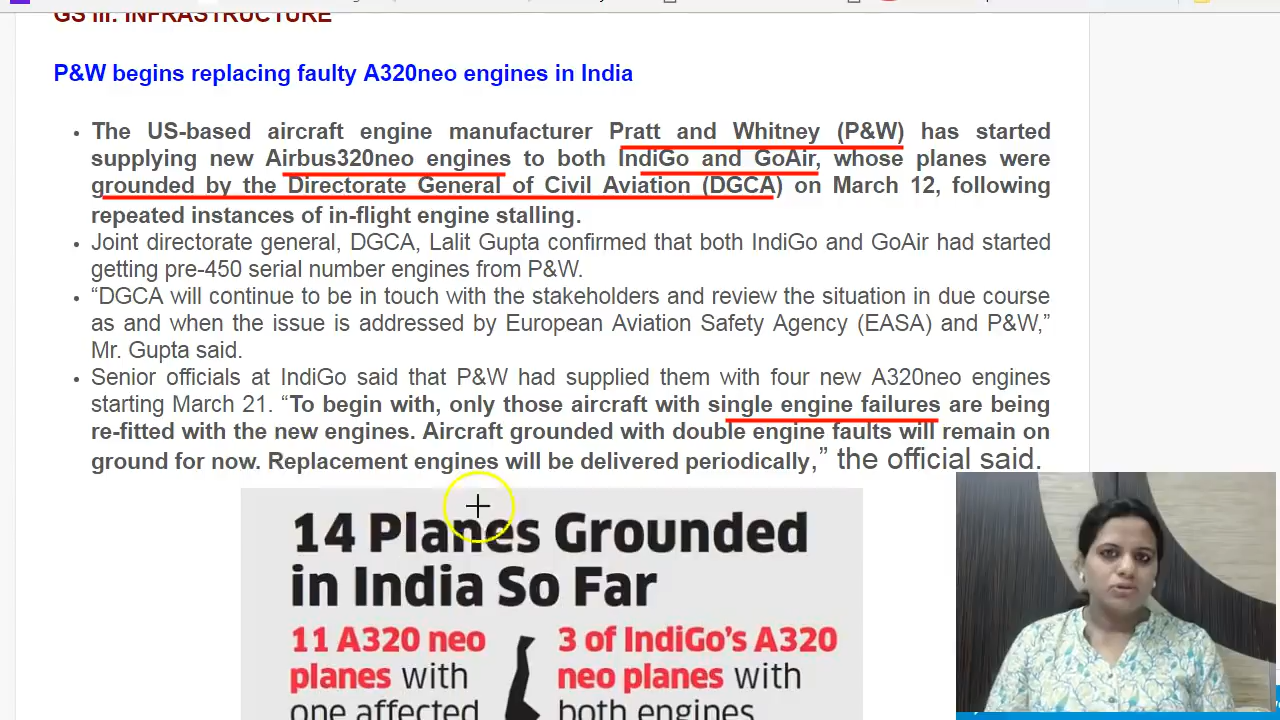 GS III: INFRASTRUCTURE
P&W begins replacing faulty A320neo engines in India
• The US-based aircraft engine manufacturer Pratt and Whitney (P&W) has started
supplying new Airbus320neo engines to both IndiGo and GoAir, whose planes were
grounded by the Directorate General of Civil Aviation (DGCA) on March 12, following
repeated instances of in-flight engine stalling.
• Joint directorate general, DGCA, Lalit Gupta confirmed that both IndiGo and GoAir had started
getting pre-450 serial number engines from P&W.
• “DGCA will continue to be in touch with the stakeholders and review the situation in due course
as and when the issue is addressed by European Aviation Safety Agency (EASA) and P&W,”
Mr. Gupta said.
• Senior officials at IndiGo said that P&W had supplied them with four new A320neo engines
starting March 21. “To begin with, only those aircraft with single engine failures are being
re-fitted with the new engines. Aircraft grounded with double engine faults will remain on
ground for now. Replacement engines will be delivered periodically,” the official said.
14 Planes Grounded
in India So Far
11 A320 neo
planes with
one affected
3 of IndiGo's A320
neo planes with
both engines